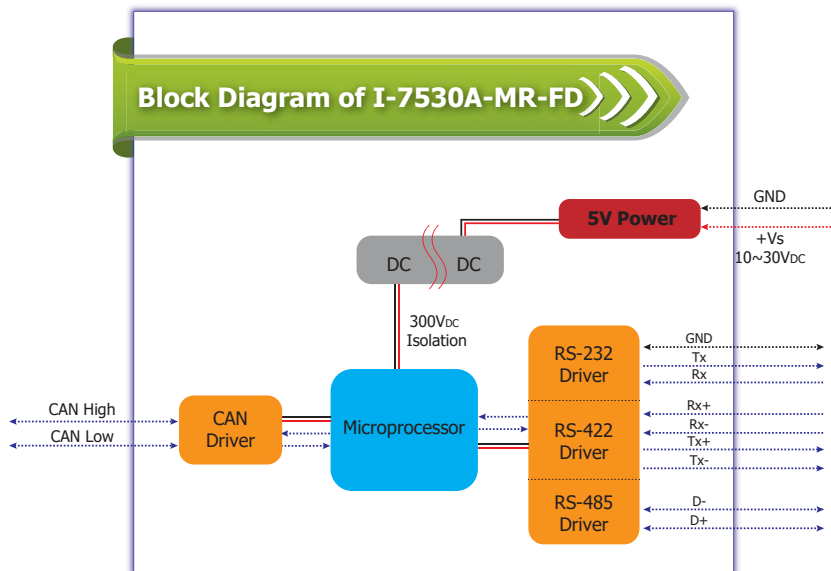 Block Diagram of I-7530A-MR-FD
GND
5V Power
+Vs
10~30VDC
DC
DC
300VDC
Isolation
RS-232
Driver
GND
Tx
Rx
CAN High
CAN Low
CAN
Driver
Microprocessor
RS-422
Driver
Rx+
Rx-
Tx+
Tx-
RS-485
Driver
D-
D+